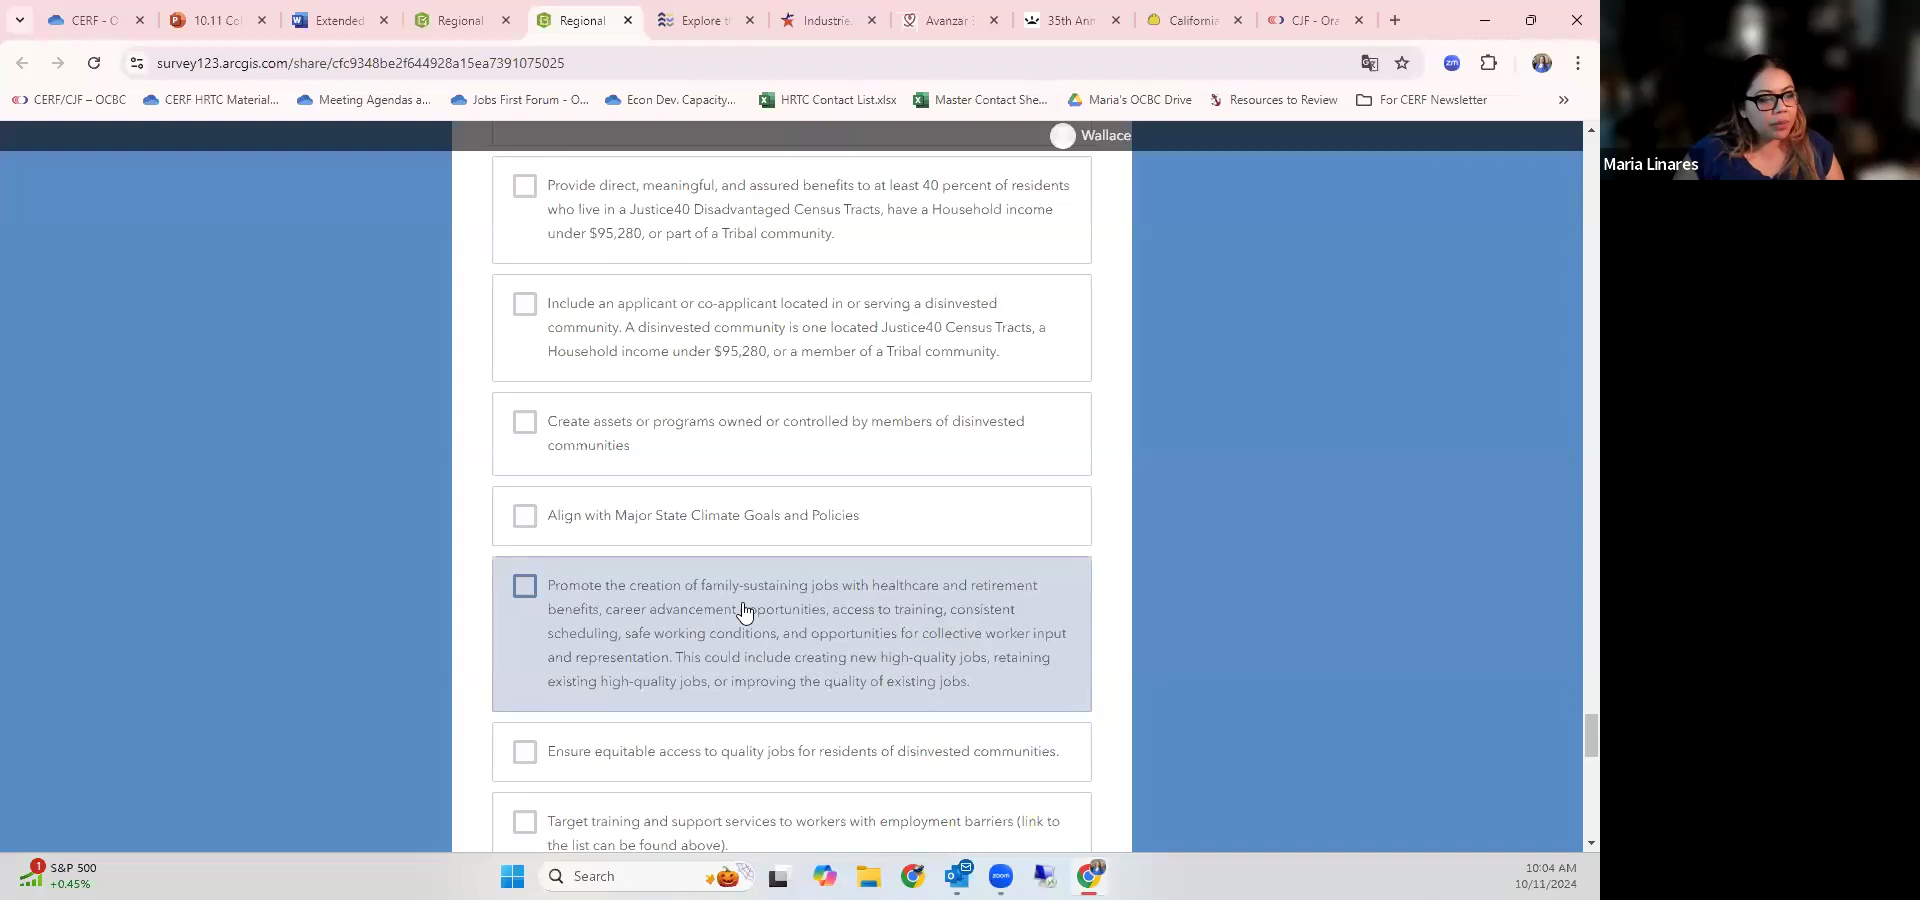 CERF - O
10.11 Co
Extended
Regional
Regional
Explore t
Industrie
Avanzar
35th Ann
California
CJF - Ora
survey123.arcgis.com/share/cfc9348be2f644928a15ea7391075025
zm
CERF/CJF – OCBC
CERF HRTC Material...
Meeting Agendas a...
Jobs First Forum - O...
Econ Dev. Capacity...
HRTC Contact List.xlsx
Master Contact She...
Maria's OCBC Drive
Resources to Review
For CERF Newsletter
Wallace
Provide direct, meaningful, and assured benefits to at least 40 percent of residents
who live in a Justice40 Disadvantaged Census Tracts, have a Household income
under $95,280, or part of a Tribal community.
Include an applicant or co-applicant located in or serving a disinvested
community. A disinvested community is one located Justice40 Census Tracts, a
Household income under $95,280, or a member of a Tribal community.
Create assets or programs owned or controlled by members of disinvested
communities
Align with Major State Climate Goals and Policies
Promote the creation of family-sustaining jobs with healthcare and retirement
benefits, career advancement opportunities, access to training, consistent
scheduling, safe working conditions, and opportunities for collective worker input
and representation. This could include creating new high-quality jobs, retaining
existing high-quality jobs, or improving the quality of existing jobs.
Ensure equitable access to quality jobs for residents of disinvested communities.
Target training and support services to workers with employment barriers (link to
the list can be found above).
Maria Linares
1
S&P 500
+0.45%
Search
zoom
10:04 AM
10/11/2024